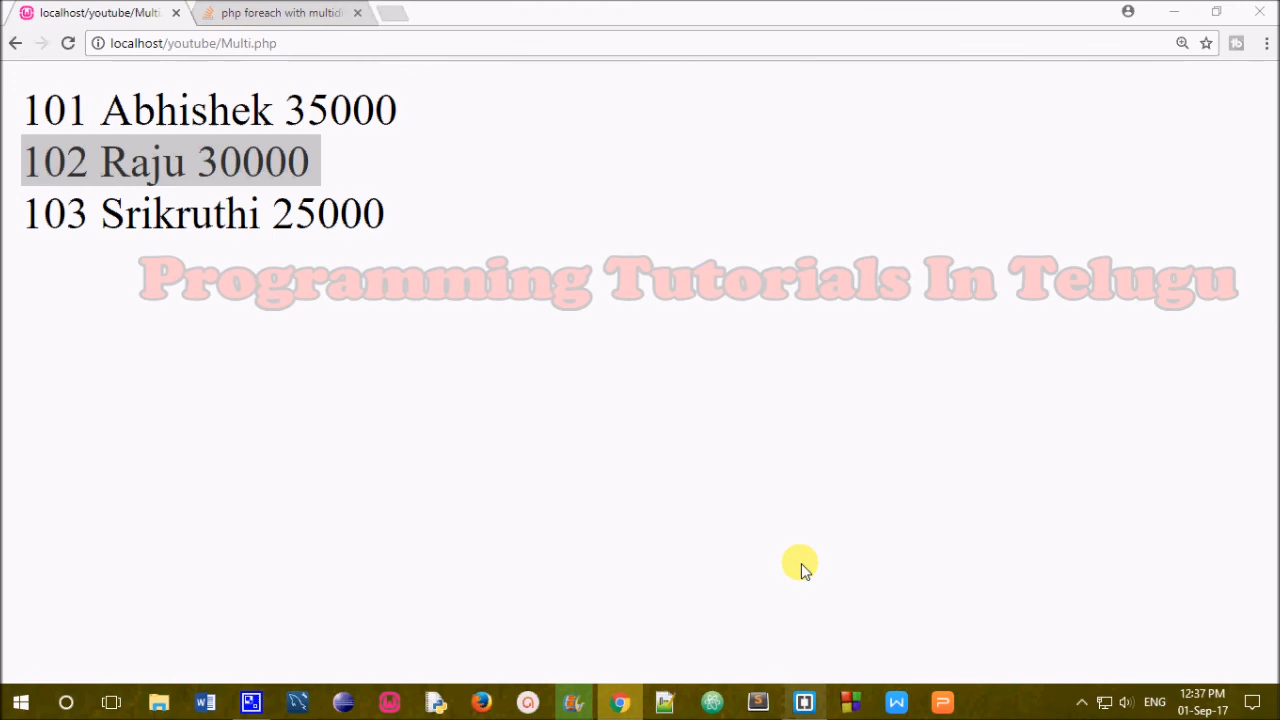 localhost/youtube/Multi.
php foreach with multidi
localhost/youtube/Multi.php
101 Abhishek 35000
102 Raju 30000
103 Srikruthi 25000
Programming Tutorials In Telugu
ENG
12:37 PM
01-Sep-17